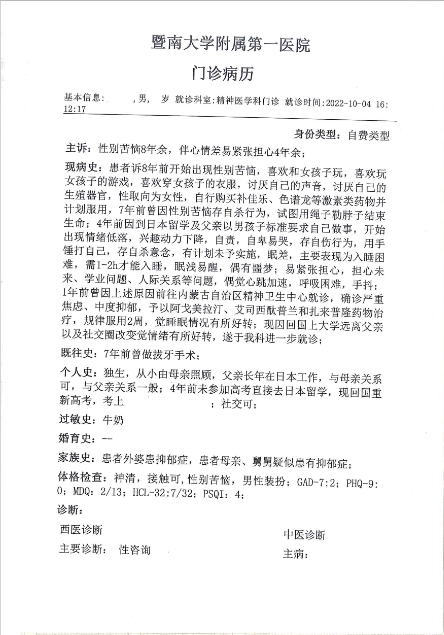 暨南大学附属第一医院
门诊病历
基本信息: ,男, 岁 就诊科室:精神医学科门诊 就诊时间:2022-10-04 16:
12:17
身份类型: 自费类型
主诉: 性别苦恼8年余, 伴心情差易紧张担心4年余;
现病史: 患者诉8年前开始出现性别苦恼, 喜欢和女孩子玩, 喜欢玩
女孩子的游戏, 喜欢穿女孩子的衣服, 讨厌自己的声音, 讨厌自己的
生殖器官, 性取向为女性, 自行购买补佳乐、色谱龙等激素类药物并
计划服用, 7年前曾因性别苦恼存自杀行为, 试图用绳子勒脖子结束
生命; 4年前因到日本留学及父亲以男孩子标准要求自己做事, 开始
出现情绪低落, 兴趣动力下降, 自责, 自卑易哭, 存自伤行为, 用手
锤打自己, 存自杀意念, 有计划未予实施, 眠差, 主要表现为入睡困
难, 需1-2h才能入睡, 眠浅易醒, 偶有噩梦; 易紧张担心, 担心未
来、学业问题、人际关系等问题, 偶觉心跳加速, 呼吸困难, 手抖;
1年前曾因上述原因前往内蒙古自治区精神卫生中心就诊, 确诊严重
焦虑、中度抑郁, 予以阿戈美拉汀、艾司西酞普兰和扎来普隆药物治
疗, 规律服用2周, 觉睡眠情况有所好转; 现因回国上大学远离父亲
以及社交圈改变觉情绪有所好转, 遂于我科进一步就诊;
既往史: 7年前曾做拔牙手术;
个人史: 独生, 从小由母亲照顾, 父亲长年在日本工作, 与母亲关系
可, 与父亲关系一般; 4年前未参加高考直接去日本留学, 现回国重
新高考, 考上 ; 社交可;
过敏史: 牛奶
婚育史: --
家族史: 患者外婆患抑郁症, 患者母亲、舅舅疑似患有抑郁症;
体格检查: 神清, 接触可, 性别苦恼, 男性装扮; GAD-7:2; PHQ-9:
0; MDQ: 2/13; HCL-32:7/32; PSQI: 4;
诊断:
西医诊断 中医诊断
主要诊断: 性咨询 主病: